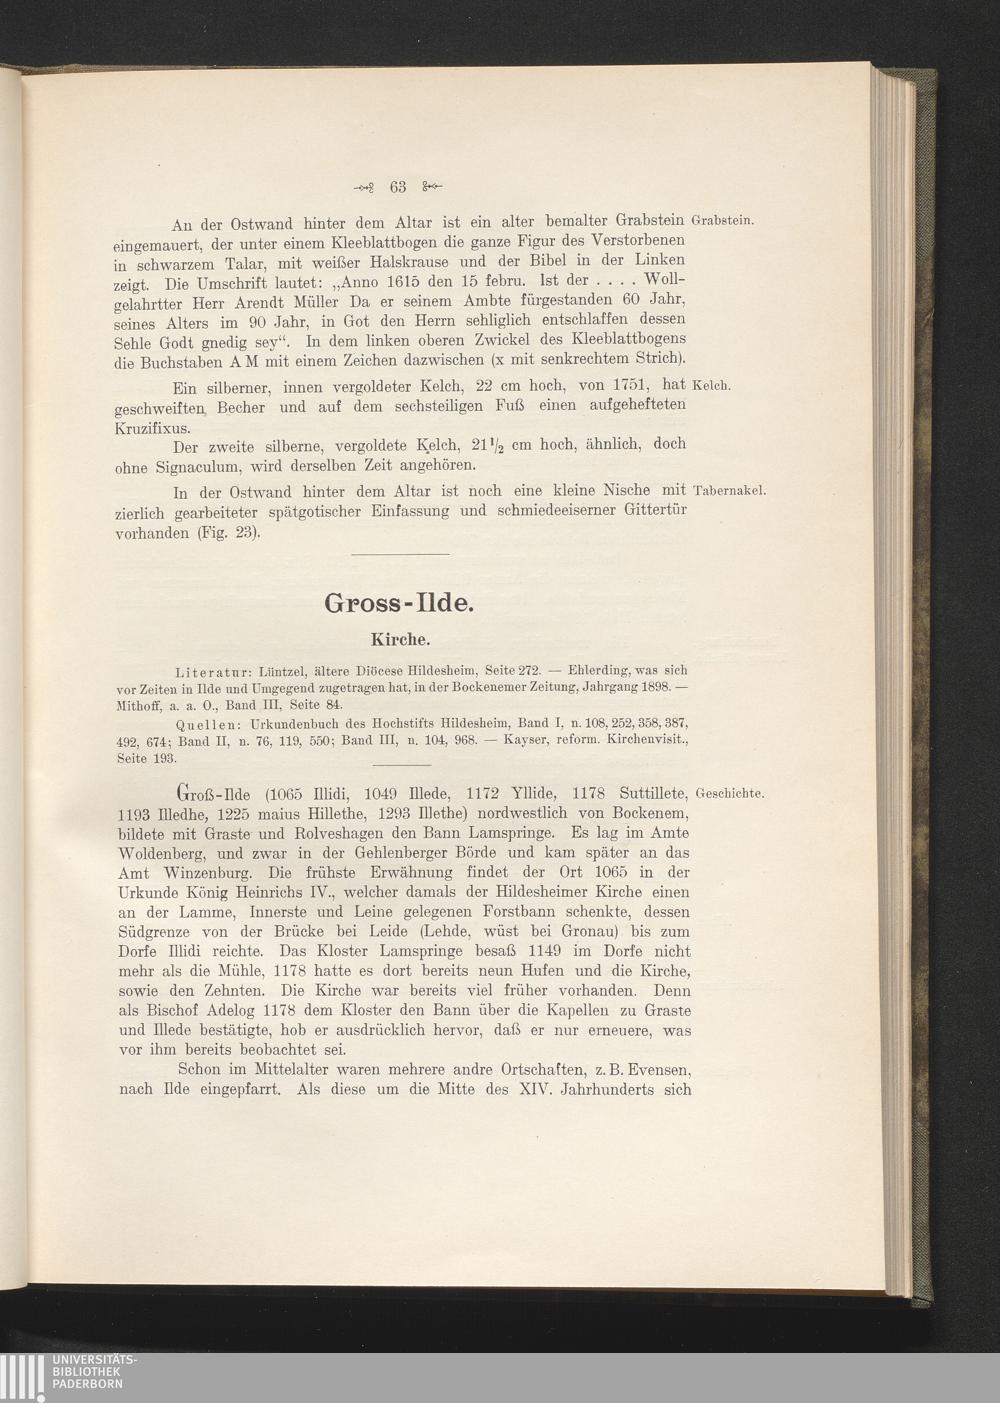 63
An der Ostwand hinter dem Altar ist ein alter bemalter Grabstein Grabstein.
eingemauert, der unter einem Kleeblattbogen die ganze Figur des Verstorbenen
in schwarzem Talar, mit weißer Halskrause und der Bibel in der Linken
zeigt. Die Umschrift lautet: „Anno 1615 den 15 febru. Ist der . . . . Woll-
gelahrtter Herr Arendt Müller Da er seinem Ambte fürgestanden 60 Jahr,
seines Alters im 90 Jahr, in Got den Herrn sehliglich entschlaffen dessen
Sehle Godt gnedig sey“. In dem linken oberen Zwickel des Kleeblattbogens
die Buchstaben A M mit einem Zeichen dazwischen (x mit senkrechtem Strich).
Ein silberner, innen vergoldeter Kelch, 22 cm hoch, von 1751, hat Kelch.
geschweiften Becher und auf dem sechsteiligen Fuß einen aufgehefteten
Kruzifixus.
Der zweite silberne, vergoldete Kelch, 21 1/2 cm hoch, ähnlich, doch
ohne Signaculum, wird derselben Zeit angehören.
In der Ostwand hinter dem Altar ist noch eine kleine Nische mit Tabernakel.
zierlich gearbeiteter spätgotischer Einfassung und schmiedeeiserner Gittertür
vorhanden (Fig. 23).
Gross-Ilde.
Kirche.
Literatur: Lüntzel, ältere Diöcese Hildesheim, Seite 272. — Ehlerding, was sich
vor Zeiten in Ilde und Umgegend zugetragen hat, in der Bockenemer Zeitung, Jahrgang 1898. —
Mithoff, a. a. O., Band III, Seite 84.
Quellen: Urkundenbuch des Hochstifts Hildesheim, Band I, n. 108, 252, 358, 387,
492, 674; Band II, n. 76, 119, 550; Band III, n. 104, 968. — Kayser, reform. Kirchenvisit.,
Seite 193.
Groß-Ilde (1065 Illidi, 1049 Illede, 1172 Yllide, 1178 Suttillete, Geschichte.
1193 Illedhe, 1225 maius Hillethe, 1293 Illethe) nordwestlich von Bockenem,
bildete mit Graste und Rolveshagen den Bann Lamspringe. Es lag im Amte
Woldenberg, und zwar in der Gehlenberger Börde und kam später an das
Amt Winzenburg. Die frühste Erwähnung findet der Ort 1065 in der
Urkunde König Heinrichs IV., welcher damals der Hildesheimer Kirche einen
an der Lamme, Innerste und Leine gelegenen Forstbann schenkte, dessen
Südgrenze von der Brücke bei Leide (Lehde, wüst bei Gronau) bis zum
Dorfe Illidi reichte. Das Kloster Lamspringe besaß 1149 im Dorfe nicht
mehr als die Mühle, 1178 hatte es dort bereits neun Hufen und die Kirche,
sowie den Zehnten. Die Kirche war bereits viel früher vorhanden. Denn
als Bischof Adelog 1178 dem Kloster den Bann über die Kapellen zu Graste
und Illede bestätigte, hob er ausdrücklich hervor, daß er nur erneuere, was
vor ihm bereits beobachtet sei.
Schon im Mittelalter waren mehrere andre Ortschaften, z. B. Evensen,
nach Ilde eingepfarrt. Als diese um die Mitte des XIV. Jahrhunderts sich
UNIVERSITÄTS-
BIBLIOTHEK
PADERBORN